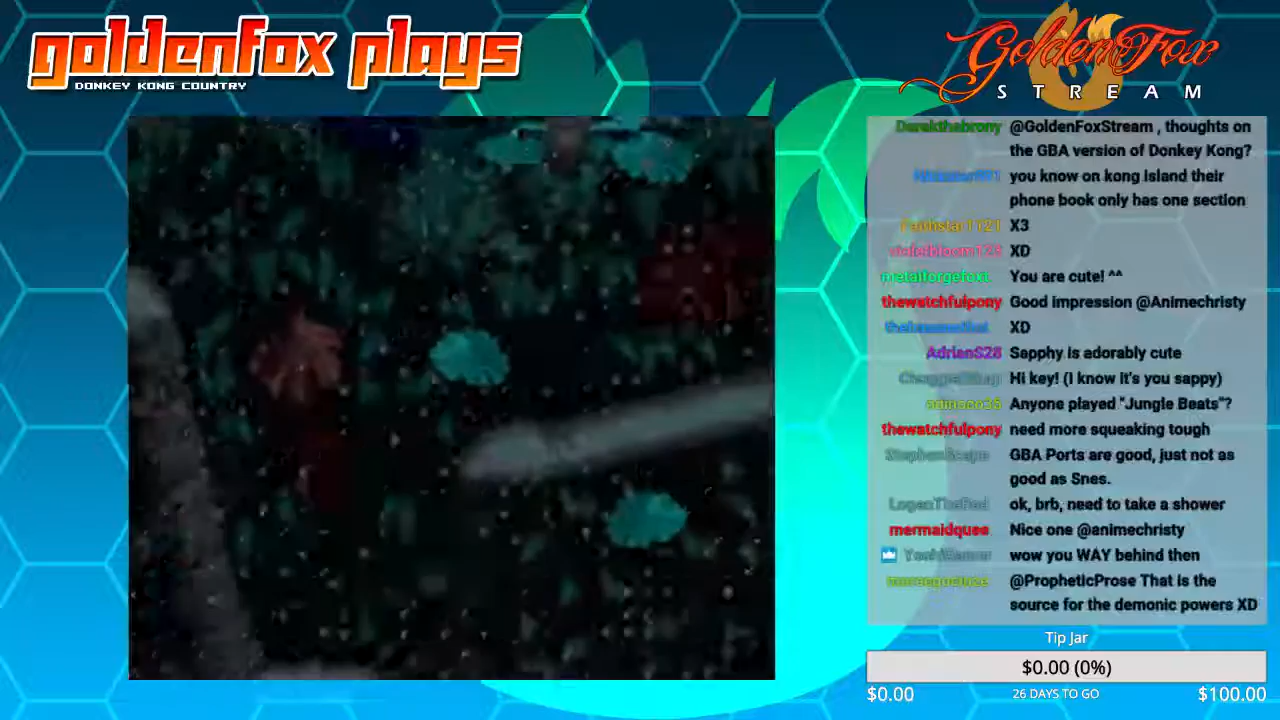 goldenfox plays
DONKEY KONG COUNTRY
GoldenFox
STREAM
Derekthebrony @GoldenFoxStream , thoughts on
the GBA version of Donkey Kong?
you know on kong Island their
phone book only has one section
X3
violetbloom123 XD
metalforgefox1 You are cute! ^^
thewatchfulpony Good impression @Animechristy
XD
AdrianS28 Sapphy is adorably cute
Hi key! (I know it's you sappy)
Anyone played "Jungle Beats"?
thewatchfulpony need more squeaking tough
GBA Ports are good, just not as
good as Snes.
LoganTheRed ok, brb, need to take a shower
mermaidquee Nice one @animechristy
YoshiGamer wow you WAY behind then
@PropheticProse That is the
source for the demonic powers XD
Tip Jar
$0.00 (0%)
$0.00 26 DAYS TO GO $100.00